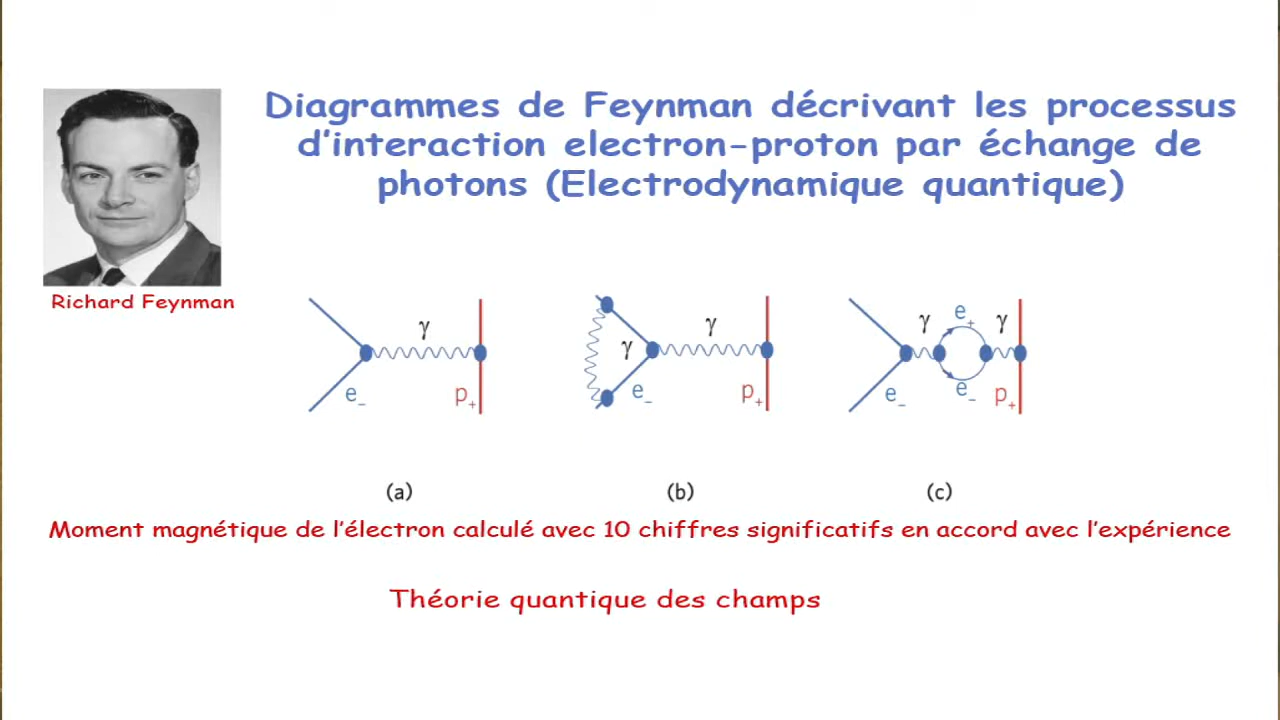 Diagrammes de Feynman décrivant les processus
d'interaction electron-proton par échange de
photons (Electrodynamique quantique)
Richard Feynman
γ
e-
p+
(a)
γ
γ
e-
p+
(b)
γ
e+
γ
e-
e-
p+
(c)
Moment magnétique de l'électron calculé avec 10 chiffres significatifs en accord avec l'expérience
Théorie quantique des champs